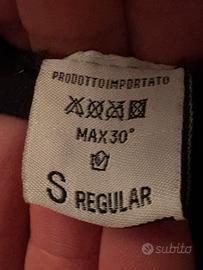 PRODOTTO IMPORTATO
MAX 30°
S REGULAR
subito